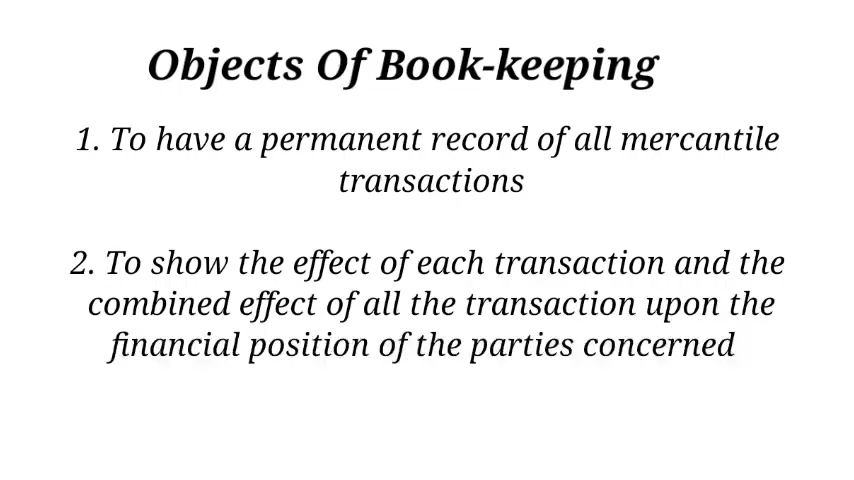 Objects Of Book-keeping
1. To have a permanent record of all mercantile
transactions
2. To show the effect of each transaction and the
combined effect of all the transaction upon the
financial position of the parties concerned